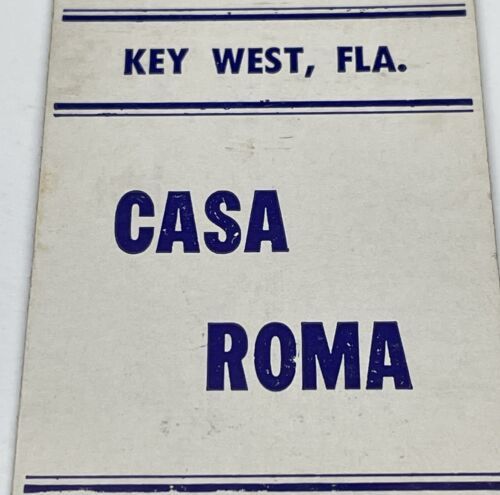 KEY WEST, FLA.
CASA
ROMA